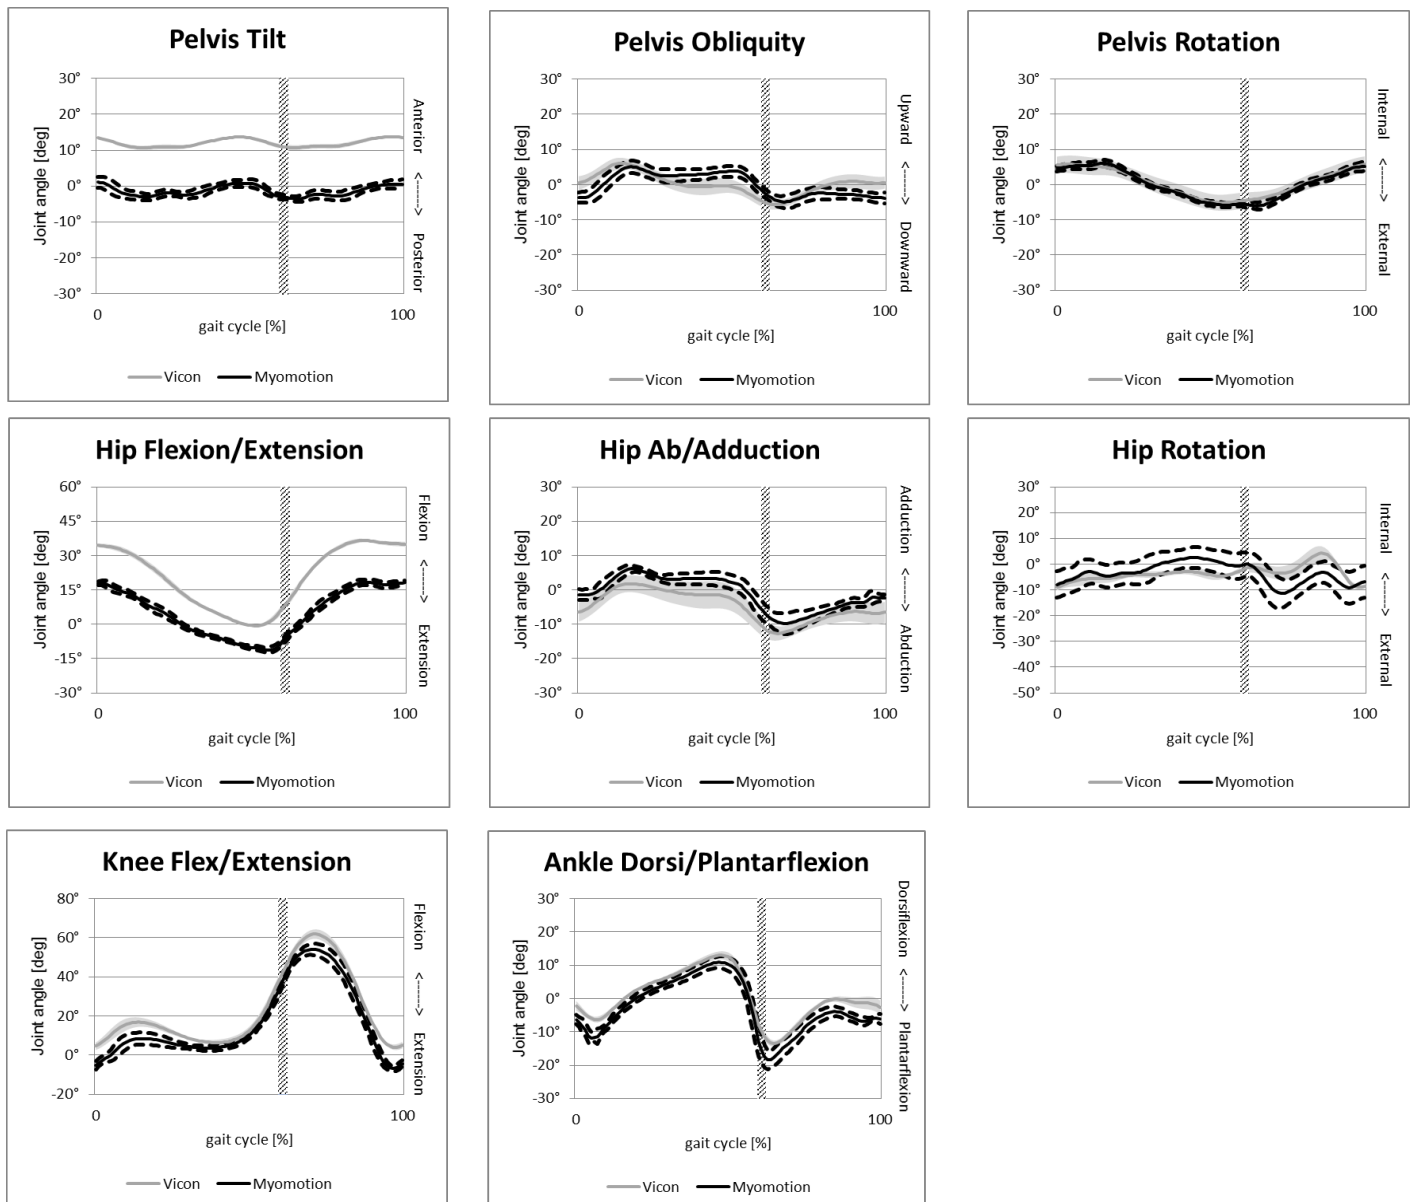 Pelvis Tilt
30°
20°
10°
0°
-10°
-20°
-30°
Joint angle [deg]
Anterior <-----> Posterior
0 100
gait cycle [%]
Vicon Myomotion
Pelvis Obliquity
30°
20°
10°
0°
-10°
-20°
-30°
Joint angle [deg]
Upward <-----> Downward
0 100
gait cycle [%]
Vicon Myomotion
Pelvis Rotation
30°
20°
10°
0°
-10°
-20°
-30°
Joint angle [deg]
Internal <-----> External
0 100
gait cycle [%]
Vicon Myomotion
Hip Flexion/Extension
60°
45°
30°
15°
0°
-15°
-30°
Joint angle [deg]
Flexion <-----> Extension
0 100
gait cycle [%]
Vicon Myomotion
Hip Ab/Adduction
30°
20°
10°
0°
-10°
-20°
-30°
Joint angle [deg]
Adduction <-----> Abduction
0 100
gait cycle [%]
Vicon Myomotion
Hip Rotation
30°
20°
10°
0°
-10°
-20°
-30°
-40°
-50°
Joint angle [deg]
Internal <-----> External
0 100
gait cycle [%]
Vicon Myomotion
Knee Flex/Extension
80°
60°
40°
20°
0°
-20°
Joint angle [deg]
Flexion <-----> Extension
0 100
gait cycle [%]
Vicon Myomotion
Ankle Dorsi/Plantarflexion
30°
20°
10°
0°
-10°
-20°
-30°
Joint angle [deg]
Dorsiflexion <-----> Plantarflexion
0 100
gait cycle [%]
Vicon Myomotion